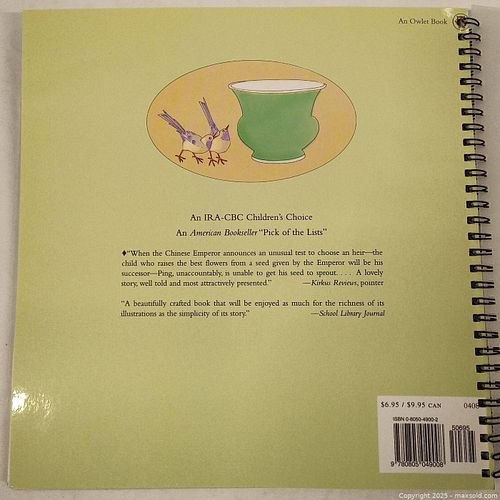 An Owlet Book
An IRA-CBC Children's Choice
An American Bookseller "Pick of the Lists"
♦"When the Chinese Emperor announces an unusual test to choose an heir—the
child who raises the best flowers from a seed given by the Emperor will be his
successor—Ping, unaccountably, is unable to get his seed to sprout.... A lovely
story, well told and most attractively presented." —Kirkus Reviews, pointer
"A beautifully crafted book that will be enjoyed as much for the richness of its
illustrations as the simplicity of its story." —School Library Journal
$6.95 / $9.95 CAN 0408
ISBN 0-8050-4900-2
50695
9 780805 049008
Copyright 2025 - maxsold.com